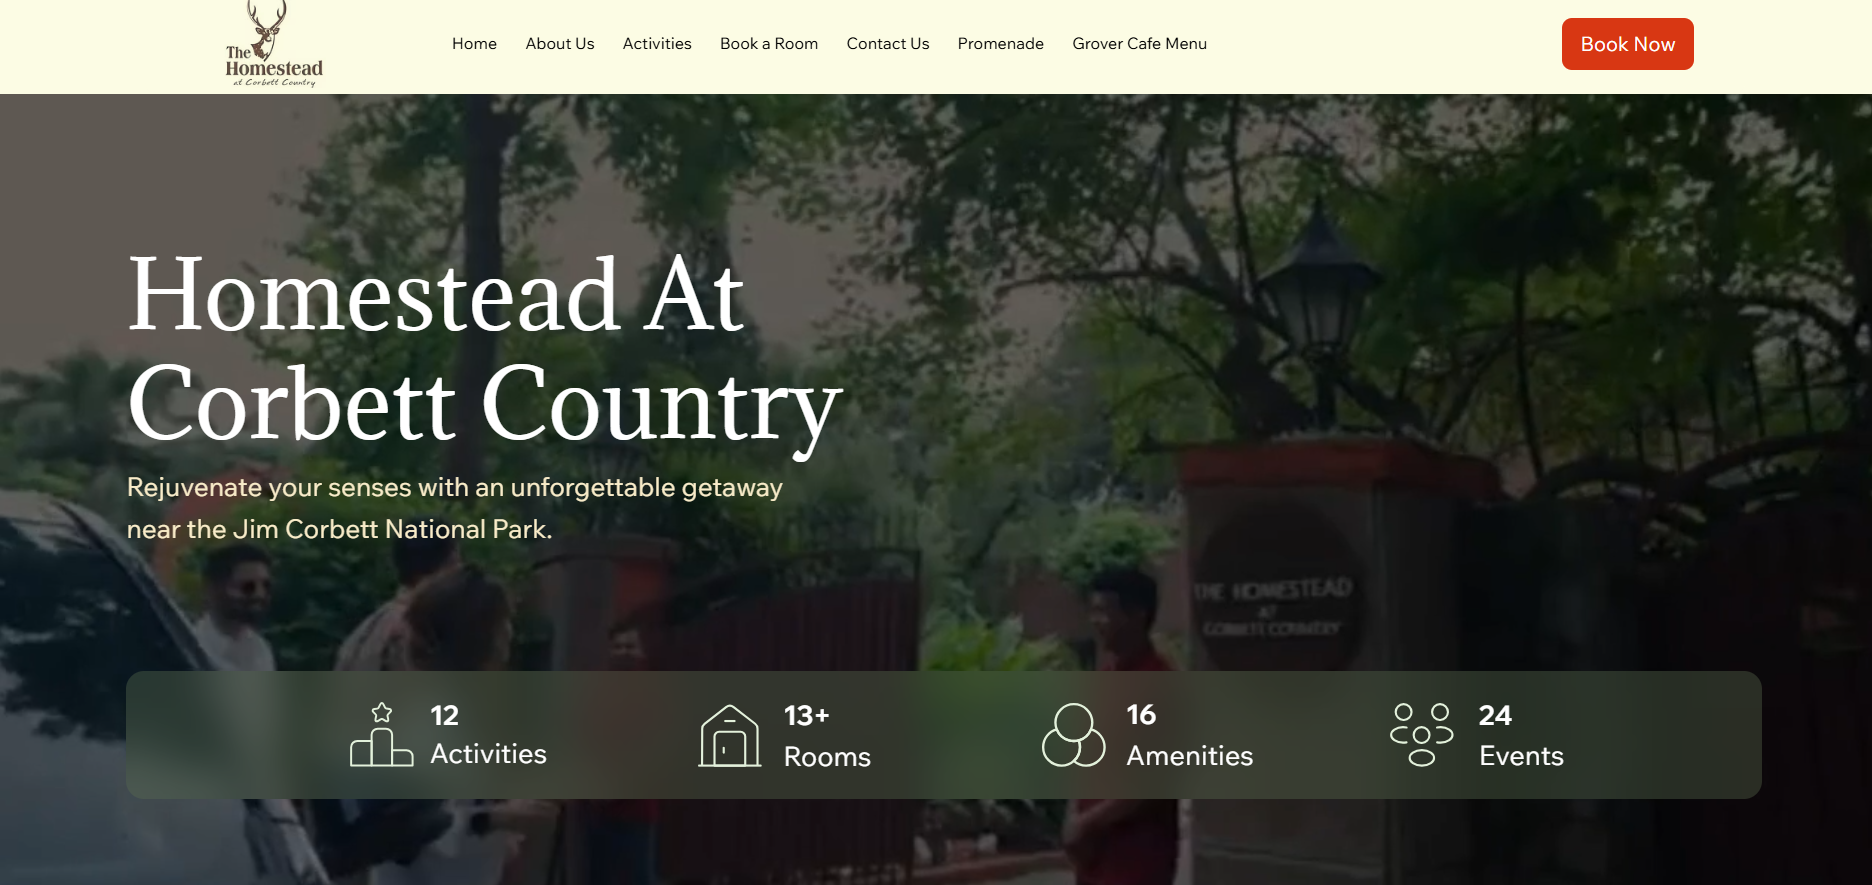 The
Homestead
at Corbett Country
Home
About Us
Activities
Book a Room
Contact Us
Promenade
Grover Cafe Menu
Book Now
Homestead At
Corbett Country
Rejuvenate your senses with an unforgettable getaway
near the Jim Corbett National Park.
THE HOMESTEAD
AT
CORBETT COUNTRY
12
Activities
13+
Rooms
16
Amenities
24
Events